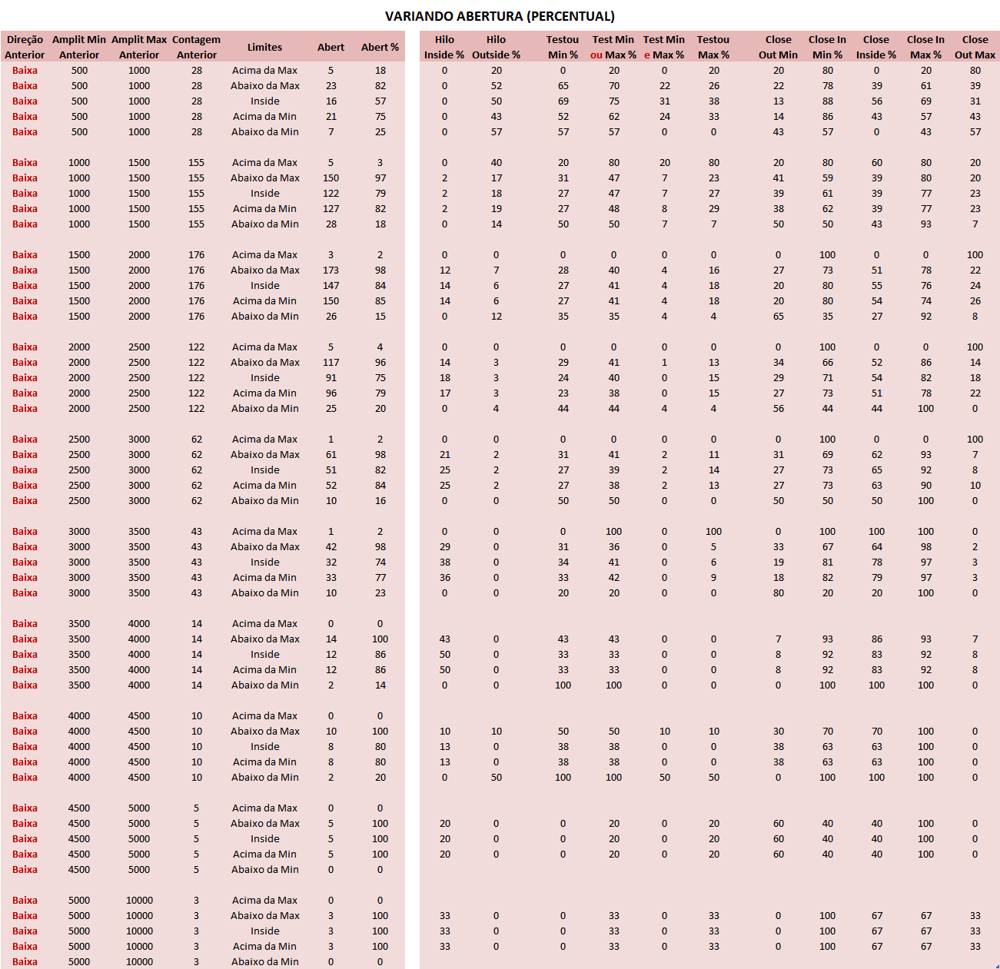 VARIANDO ABERTURA (PERCENTUAL)
Direção Amplit Min Amplit Max Contagem Limites Abert Abert % Hilo Hilo Testou Test Min Test Min Testou Close Close In Close Close In Close
Anterior Anterior Anterior Anterior Inside % Outside % Min % ou Max % e Max % Max % Out Min Min % Inside % Max % Out Max
Baixa 500 1000 28 Acima da Max 5 18 0 20 0 20 0 20 20 80 0 20 80
Baixa 500 1000 28 Abaixo da Max 23 82 0 52 65 70 22 26 22 78 39 61 39
Baixa 500 1000 28 Inside 16 57 0 50 69 75 31 38 13 88 56 69 31
Baixa 500 1000 28 Acima da Min 21 75 0 43 52 62 24 33 14 86 43 57 43
Baixa 500 1000 28 Abaixo da Min 7 25 0 57 57 57 0 0 43 57 0 43 57
Baixa 1000 1500 155 Acima da Max 5 3 0 40 20 80 20 80 20 80 60 80 20
Baixa 1000 1500 155 Abaixo da Max 150 97 2 17 31 47 7 23 41 59 39 80 20
Baixa 1000 1500 155 Inside 122 79 2 18 27 47 7 27 39 61 39 77 23
Baixa 1000 1500 155 Acima da Min 127 82 2 19 27 48 8 29 38 62 39 77 23
Baixa 1000 1500 155 Abaixo da Min 28 18 0 14 50 50 7 7 50 50 43 93 7
Baixa 1500 2000 176 Acima da Max 3 2 0 0 0 0 0 0 0 100 0 0 100
Baixa 1500 2000 176 Abaixo da Max 173 98 12 7 28 40 4 16 27 73 51 78 22
Baixa 1500 2000 176 Inside 147 84 14 6 27 41 4 18 20 80 55 76 24
Baixa 1500 2000 176 Acima da Min 150 85 14 6 27 41 4 18 20 80 54 74 26
Baixa 1500 2000 176 Abaixo da Min 26 15 0 12 35 35 4 4 65 35 27 92 8
Baixa 2000 2500 122 Acima da Max 5 4 0 0 0 0 0 0 0 100 0 0 100
Baixa 2000 2500 122 Abaixo da Max 117 96 14 3 29 41 1 13 34 66 52 86 14
Baixa 2000 2500 122 Inside 91 75 18 3 24 40 0 15 29 71 54 82 18
Baixa 2000 2500 122 Acima da Min 96 79 17 3 23 38 0 15 27 73 51 78 22
Baixa 2000 2500 122 Abaixo da Min 25 20 0 4 44 44 4 4 56 44 44 100 0
Baixa 2500 3000 62 Acima da Max 1 2 0 0 0 0 0 0 0 100 0 0 100
Baixa 2500 3000 62 Abaixo da Max 61 98 21 2 31 41 2 11 31 69 62 93 7
Baixa 2500 3000 62 Inside 51 82 25 2 27 39 2 14 27 73 65 92 8
Baixa 2500 3000 62 Acima da Min 52 84 25 2 27 38 2 13 27 73 63 90 10
Baixa 2500 3000 62 Abaixo da Min 10 16 0 0 50 50 0 0 50 50 50 100 0
Baixa 3000 3500 43 Acima da Max 1 2 0 0 0 100 0 100 0 100 100 100 0
Baixa 3000 3500 43 Abaixo da Max 42 98 29 0 31 36 0 5 33 67 64 98 2
Baixa 3000 3500 43 Inside 32 74 38 0 34 41 0 6 19 81 78 97 3
Baixa 3000 3500 43 Acima da Min 33 77 36 0 33 42 0 9 18 82 79 97 3
Baixa 3000 3500 43 Abaixo da Min 10 23 0 0 20 20 0 0 80 20 20 100 0
Baixa 3500 4000 14 Acima da Max 0 0
Baixa 3500 4000 14 Abaixo da Max 14 100 43 0 43 43 0 0 7 93 86 93 7
Baixa 3500 4000 14 Inside 12 86 50 0 33 33 0 0 8 92 83 92 8
Baixa 3500 4000 14 Acima da Min 12 86 50 0 33 33 0 0 8 92 83 92 8
Baixa 3500 4000 14 Abaixo da Min 2 14 0 0 100 100 0 0 0 100 100 100 0
Baixa 4000 4500 10 Acima da Max 0 0
Baixa 4000 4500 10 Abaixo da Max 10 100 10 10 50 50 10 10 30 70 70 100 0
Baixa 4000 4500 10 Inside 8 80 13 0 38 38 0 0 38 63 63 100 0
Baixa 4000 4500 10 Acima da Min 8 80 13 0 38 38 0 0 38 63 63 100 0
Baixa 4000 4500 10 Abaixo da Min 2 20 0 50 100 100 50 50 0 100 100 100 0
Baixa 4500 5000 5 Acima da Max 0 0
Baixa 4500 5000 5 Abaixo da Max 5 100 20 0 0 20 0 20 60 40 40 100 0
Baixa 4500 5000 5 Inside 5 100 20 0 0 20 0 20 60 40 40 100 0
Baixa 4500 5000 5 Acima da Min 5 100 20 0 0 20 0 20 60 40 40 100 0
Baixa 4500 5000 5 Abaixo da Min 0 0
Baixa 5000 10000 3 Acima da Max 0 0
Baixa 5000 10000 3 Abaixo da Max 3 100 33 0 0 33 0 33 0 100 67 67 33
Baixa 5000 10000 3 Inside 3 100 33 0 0 33 0 33 0 100 67 67 33
Baixa 5000 10000 3 Acima da Min 3 100 33 0 0 33 0 33 0 100 67 67 33
Baixa 5000 10000 3 Abaixo da Min 0 0